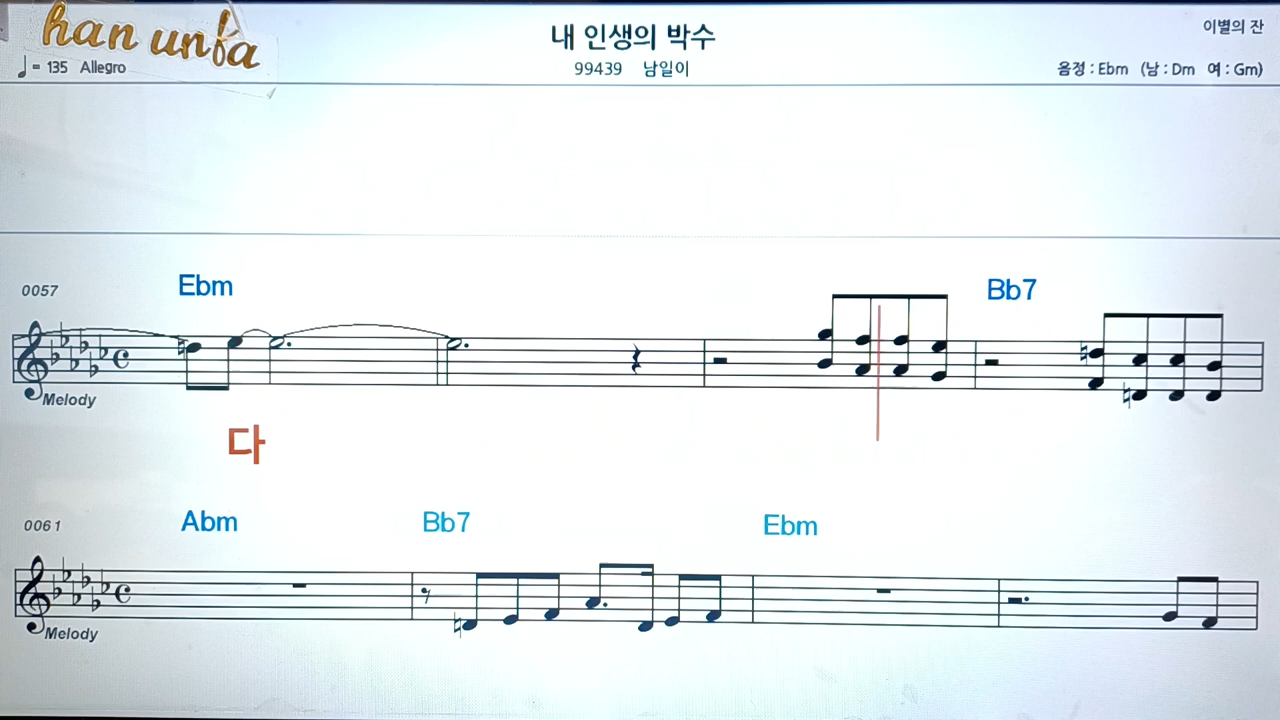 han unfa
내 인생의 박수
이별의 잔
♩= 135 Allegro
99439 남일이
음정 : Ebm (남 : Dm 여 : Gm)
0057 Ebm Bb7
Melody
다
0061 Abm Bb7 Ebm
Melody